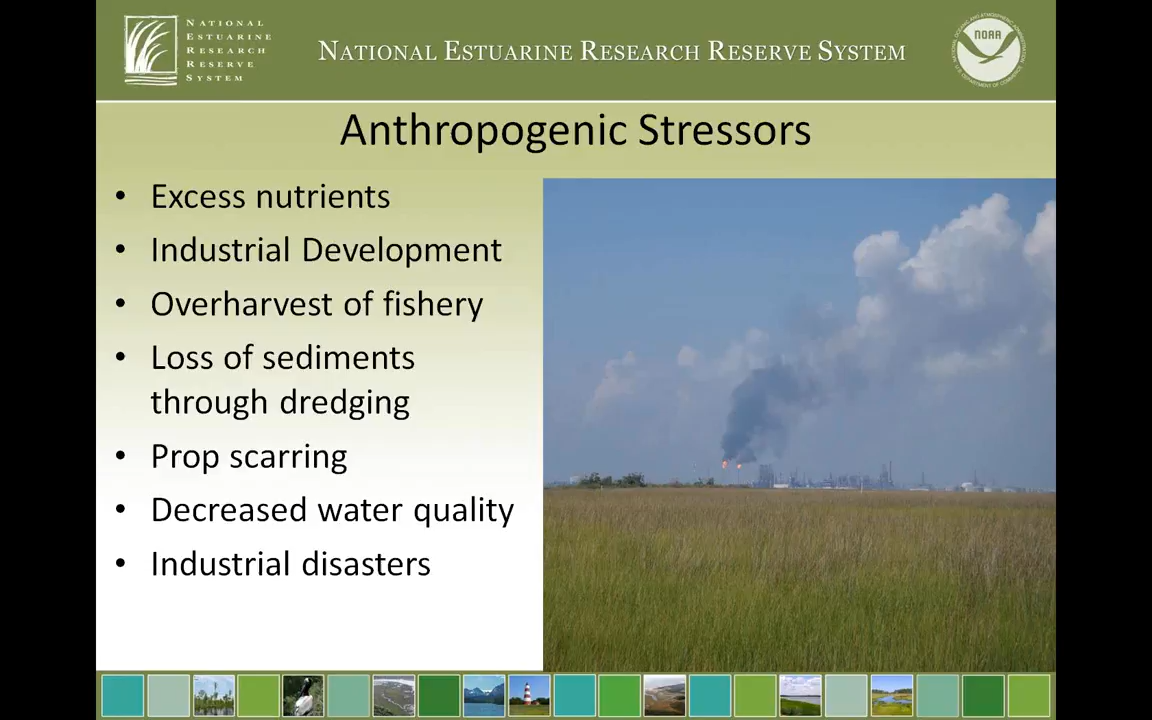 NATIONAL
ESTUARINE
RESEARCH
RESERVE
SYSTEM
NATIONAL ESTUARINE RESEARCH RESERVE SYSTEM
NOAA
Anthropogenic Stressors
• Excess nutrients
• Industrial Development
• Overharvest of fishery
• Loss of sediments
through dredging
• Prop scarring
• Decreased water quality
• Industrial disasters